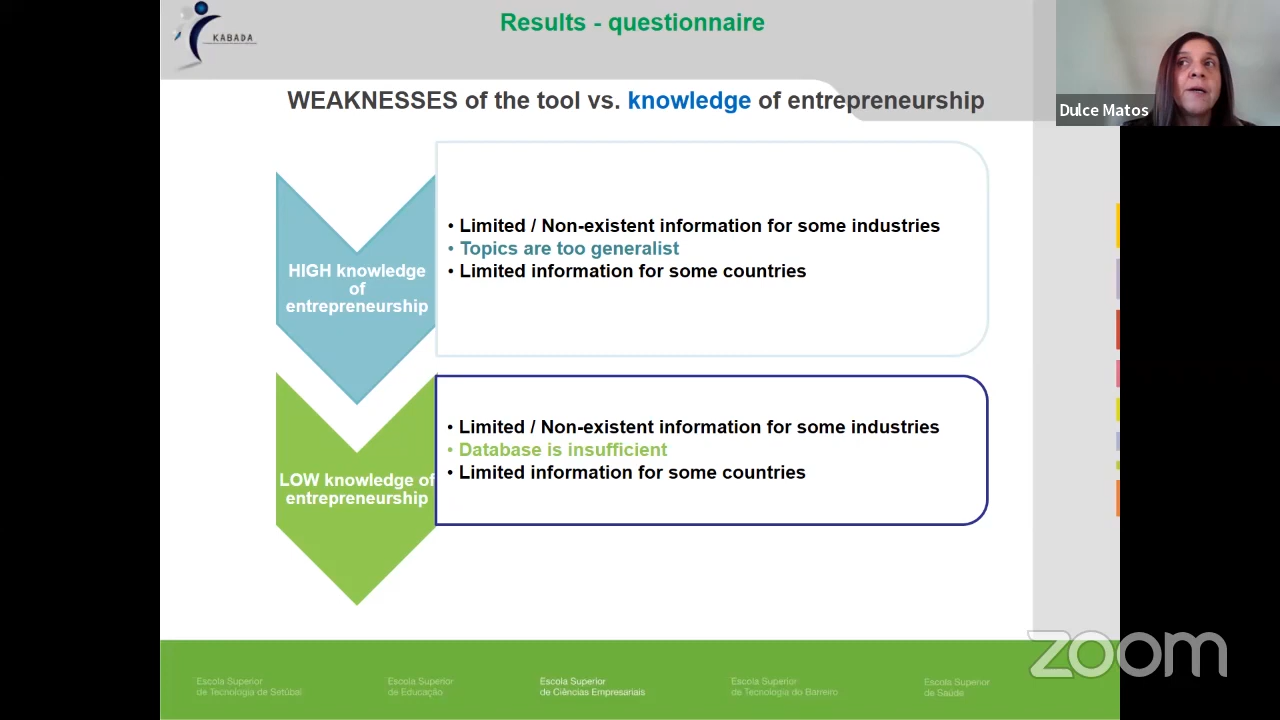 KABADA
Results - questionnaire
Dulce Matos
WEAKNESSES of the tool vs. knowledge of entrepreneurship
HIGH knowledge
of
entrepreneurship
• Limited / Non-existent information for some industries
• Topics are too generalist
• Limited information for some countries
LOW knowledge of
entrepreneurship
• Limited / Non-existent information for some industries
• Database is insufficient
• Limited information for some countries
zoom
Escola Superior
de Tecnologia de Setúbal
Escola Superior
de Educação
Escola Superior
de Ciências Empresariais
Escola Superior
de Tecnologia do Barreiro
Escola Superior
de Saúde